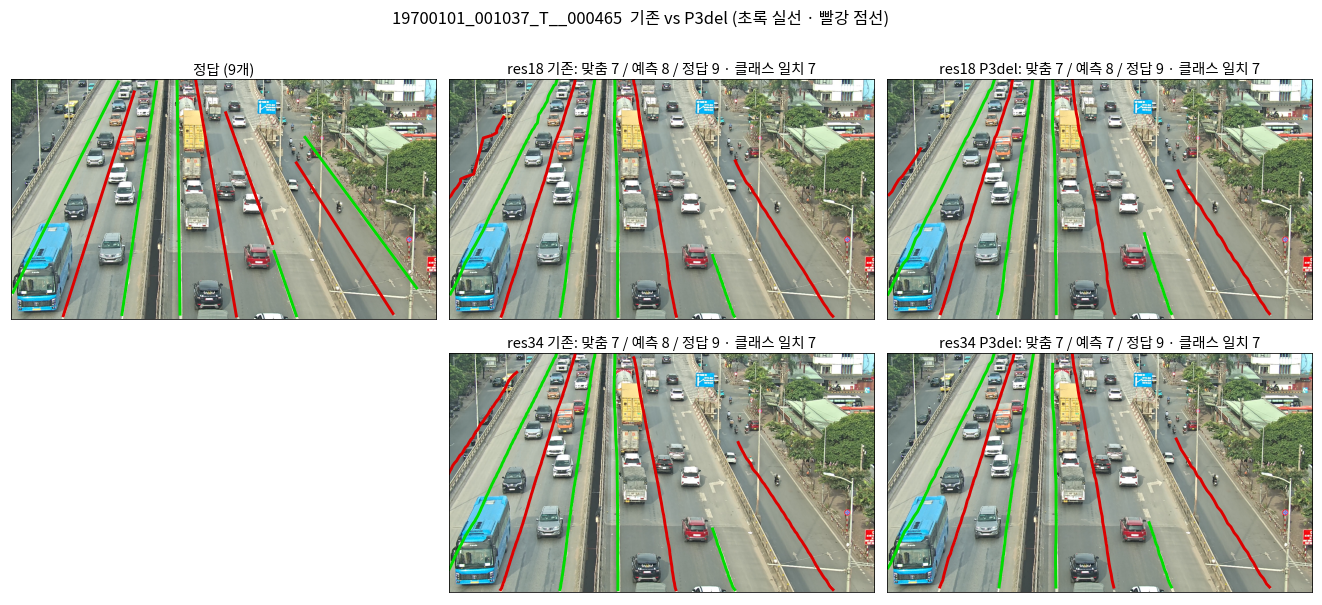 19700101_001037_T__000465 기존 vs P3del (초록 실선 · 빨강 점선)
정답 (9개)
res18 기존: 맞춤 7 / 예측 8 / 정답 9 · 클래스 일치 7
res18 P3del: 맞춤 7 / 예측 8 / 정답 9 · 클래스 일치 7
res34 기존: 맞춤 7 / 예측 8 / 정답 9 · 클래스 일치 7
res34 P3del: 맞춤 7 / 예측 7 / 정답 9 · 클래스 일치 7